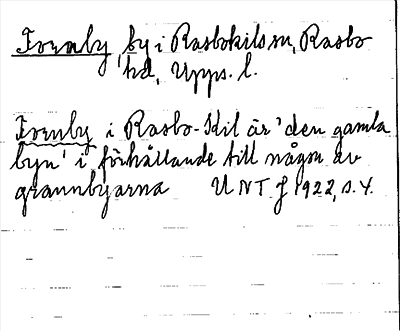 Fornby, by i Rasbokils sn, Rasbo
hd, Upps. l.
Fornby i Rasbo-Kil är 'den gamla
byn' i förhållande till någon av
grannbyarna UNT J 1922, s. 4.